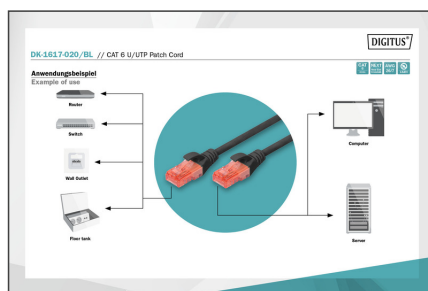 DIGITUS®
DK-1617-020/BL // CAT 6 U/UTP Patch Cord
Anwendungsbeispiel
Example of use
Router
Switch
Wall Outlet
Floor tank
Computer
Server